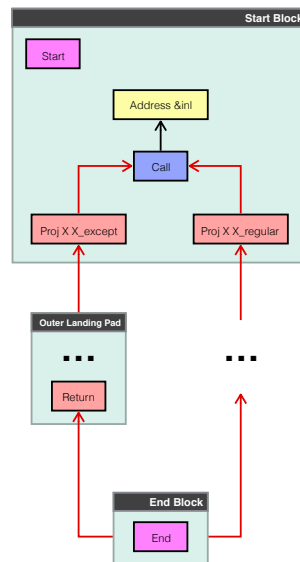 Start Block
Start
Address &inl
Call
Proj X X_except
Proj X X_regular
Outer Landing Pad
...
...
Return
End Block
End